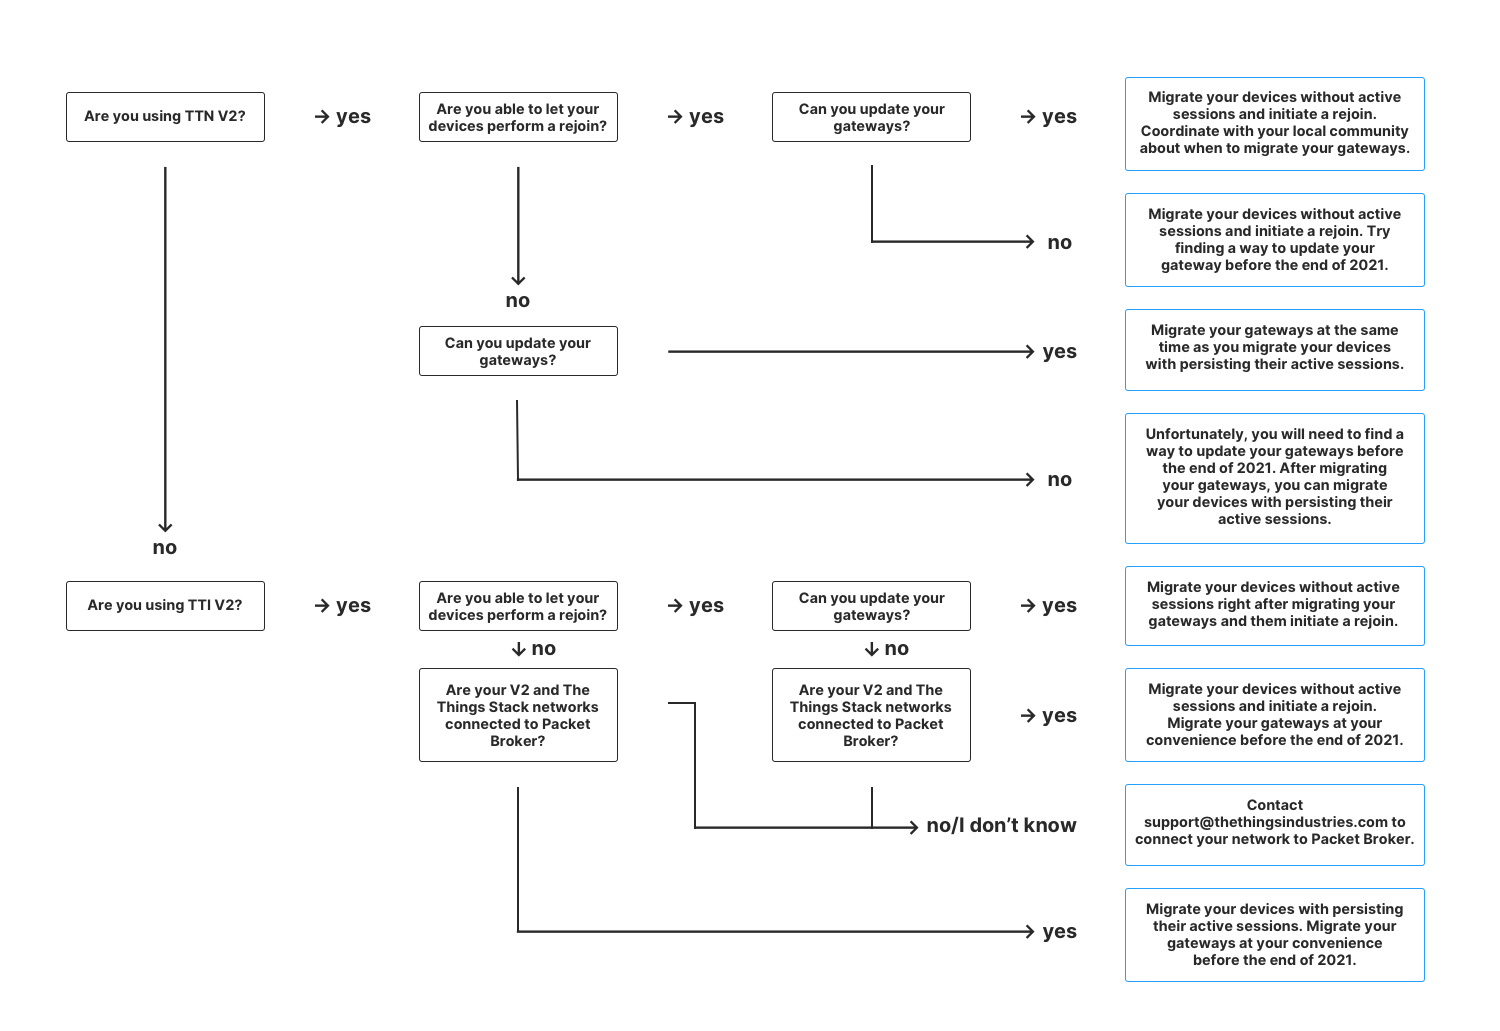 Are you using TTN V2?
→ yes
Are you able to let your
devices perform a rejoin?
→ yes
Can you update your
gateways?
→ yes
Migrate your devices without active
sessions and initiate a rejoin.
Coordinate with your local community
about when to migrate your gateways.
no
Migrate your devices without active
sessions and initiate a rejoin. Try
finding a way to update your
gateway before the end of 2021.
no
Can you update your
gateways?
yes
Migrate your gateways at the same
time as you migrate your devices
with persisting their active sessions.
no
Unfortunately, you will need to find a
way to update your gateways before
the end of 2021. After migrating
your gateways, you can migrate
your devices with persisting their
active sessions.
no
Are you using TTI V2?
→ yes
Are you able to let your
devices perform a rejoin?
→ yes
Can you update your
gateways?
→ yes
Migrate your devices without active
sessions right after migrating your
gateways and them initiate a rejoin.
↓ no
↓ no
Are your V2 and The
Things Stack networks
connected to Packet
Broker?
Are your V2 and The
Things Stack networks
connected to Packet
Broker?
→ yes
Migrate your devices without active
sessions and initiate a rejoin.
Migrate your gateways at your
convenience before the end of 2021.
no/I don't know
Contact
support@thethingsindustries.com to
connect your network to Packet Broker.
yes
Migrate your devices with persisting
their active sessions. Migrate your
gateways at your convenience
before the end of 2021.